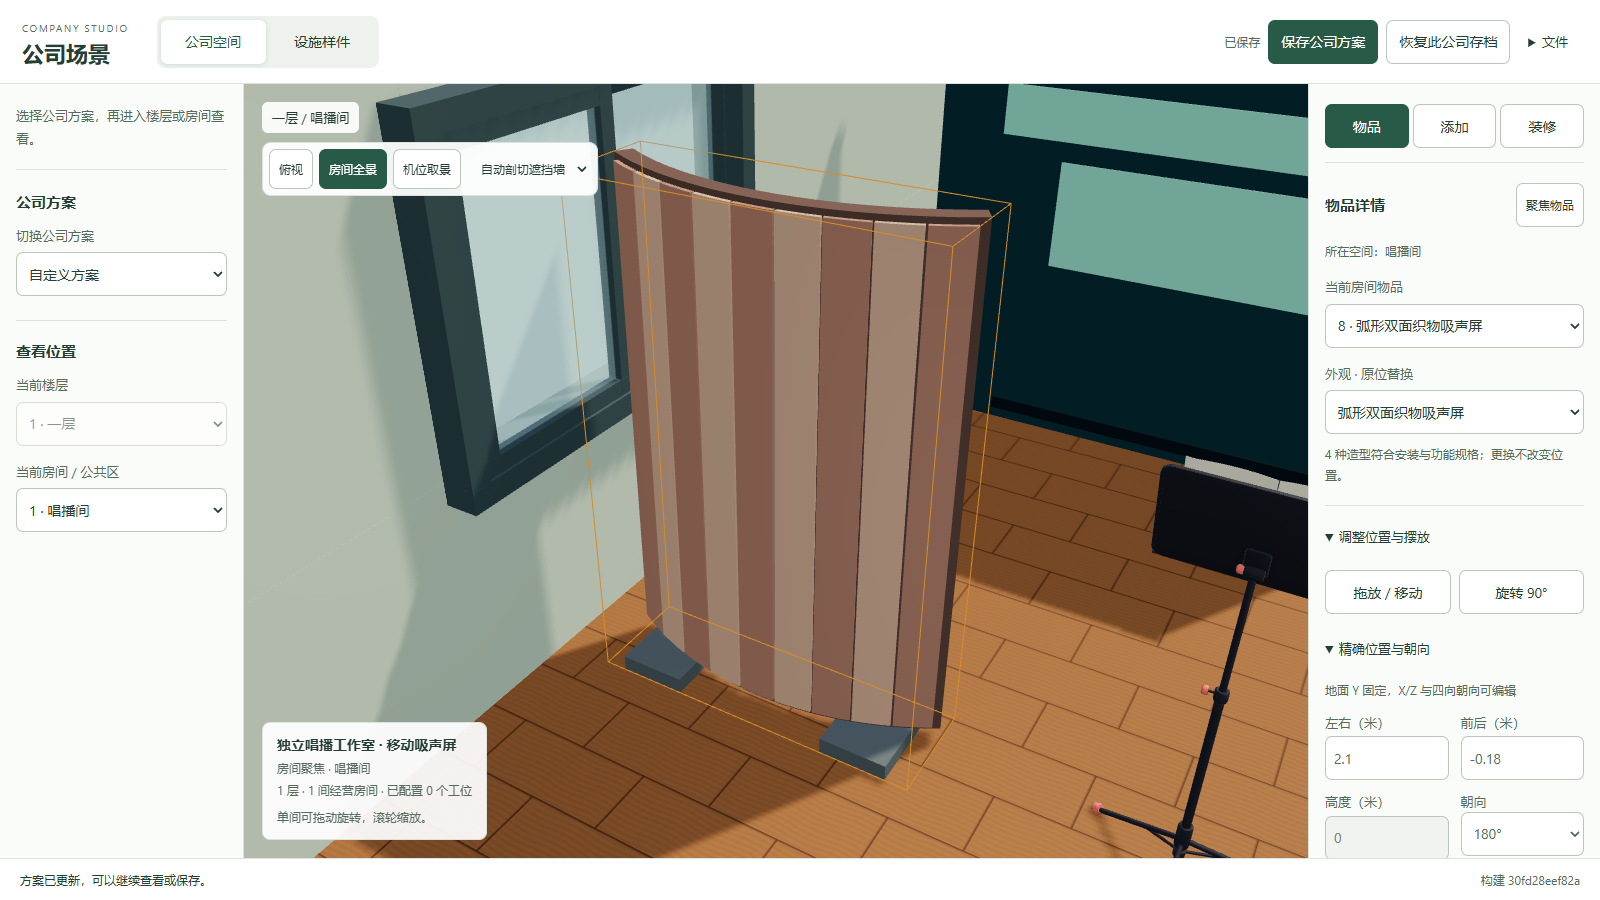 COMPANY STUDIO
公司场景
公司空间
设施样件
已保存
保存公司方案
恢复此公司存档
▶ 文件
选择公司方案，再进入楼层或房间查看。
公司方案
切换公司方案
自定义方案
查看位置
当前楼层
1 · 一层
当前房间 / 公共区
1 · 唱播间
一层 / 唱播间
俯视
房间全景
机位取景
自动剖切遮挡墙
独立唱播工作室 · 移动吸声屏
房间聚焦 · 唱播间
1 层 · 1 间经营房间 · 已配置 0 个工位
单间可拖动旋转，滚轮缩放。
物品
添加
装修
物品详情
聚焦物品
所在空间：唱播间
当前房间物品
8 · 弧形双面织物吸声屏
外观 · 原位替换
弧形双面织物吸声屏
4 种造型符合安装与功能规格；更换不改变位置。
▼ 调整位置与摆放
拖放 / 移动
旋转 90°
▼ 精确位置与朝向
地面 Y 固定，X/Z 与四向朝向可编辑
左右（米）
前后（米）
2.1
-0.18
高度（米）
朝向
0
180°
方案已更新，可以继续查看或保存。
构建 30fd28eef82a